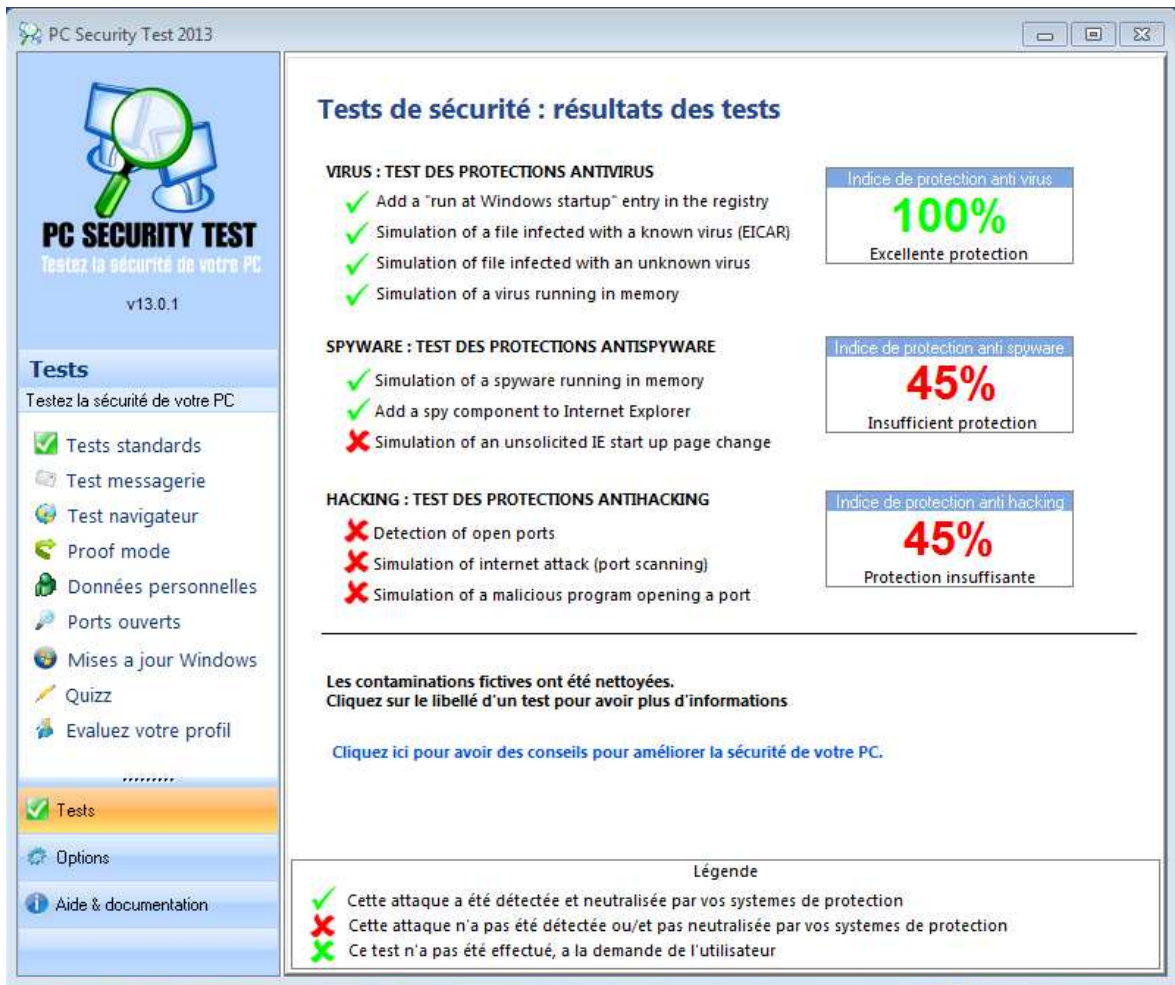 PC Security Test 2013
PC SECURITY TEST
Testez la sécurité de votre PC
v13.0.1
Tests
Testez la sécurité de votre PC
Tests standards
Test messagerie
Test navigateur
Proof mode
Données personnelles
Ports ouverts
Mises a jour Windows
Quizz
Evaluez votre profil
Tests
Options
Aide & documentation
Tests de sécurité : résultats des tests
VIRUS : TEST DES PROTECTIONS ANTIVIRUS
Add a "run at Windows startup" entry in the registry
Simulation of a file infected with a known virus (EICAR)
Simulation of file infected with an unknown virus
Simulation of a virus running in memory
Indice de protection anti virus
100%
Excellente protection
SPYWARE : TEST DES PROTECTIONS ANTISPYWARE
Simulation of a spyware running in memory
Add a spy component to Internet Explorer
Simulation of an unsolicited IE start up page change
Indice de protection anti spyware
45%
Insufficient protection
HACKING : TEST DES PROTECTIONS ANTIHACKING
Detection of open ports
Simulation of internet attack (port scanning)
Simulation of a malicious program opening a port
Indice de protection anti hacking
45%
Protection insuffisante
Les contaminations fictives ont été nettoyées.
Cliquez sur le libellé d'un test pour avoir plus d'informations
Cliquez ici pour avoir des conseils pour améliorer la sécurité de votre PC.
Légende
Cette attaque a été détectée et neutralisée par vos systemes de protection
Cette attaque n'a pas été détectée ou/et pas neutralisée par vos systemes de protection
Ce test n'a pas été effectué, a la demande de l'utilisateur